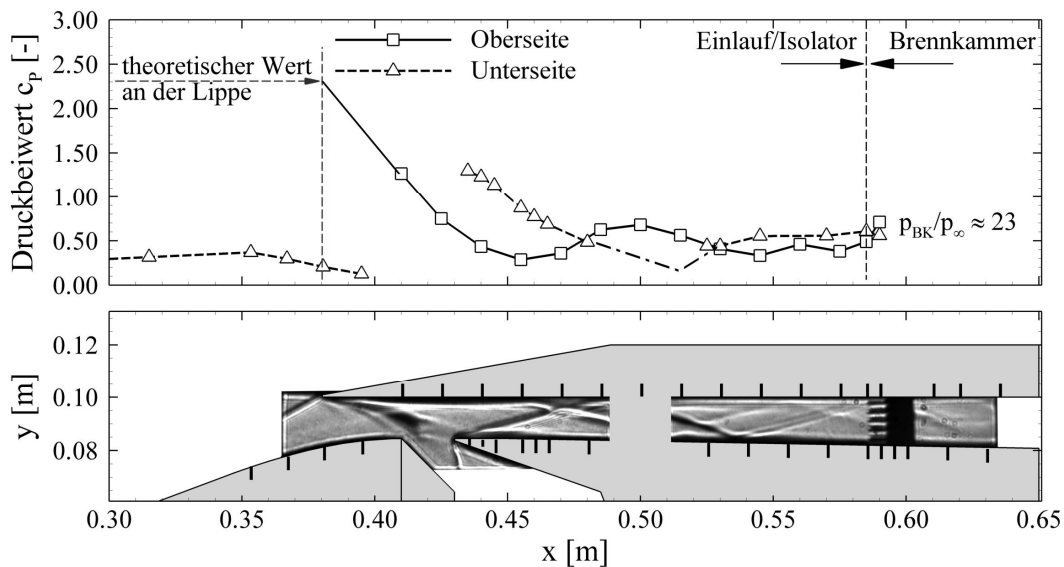 3.00
2.50
2.00
1.50
1.00
0.50
0.00
Druckbeiwert c_P [-]
Oberseite
Unterseite
theoretischer Wert
an der Lippe
Einlauf/Isolator
Brennkammer
p_BK/p_∞ ≈ 23
0.12
0.10
0.08
y [m]
0.30 0.35 0.40 0.45 0.50 0.55 0.60 0.65
x [m]